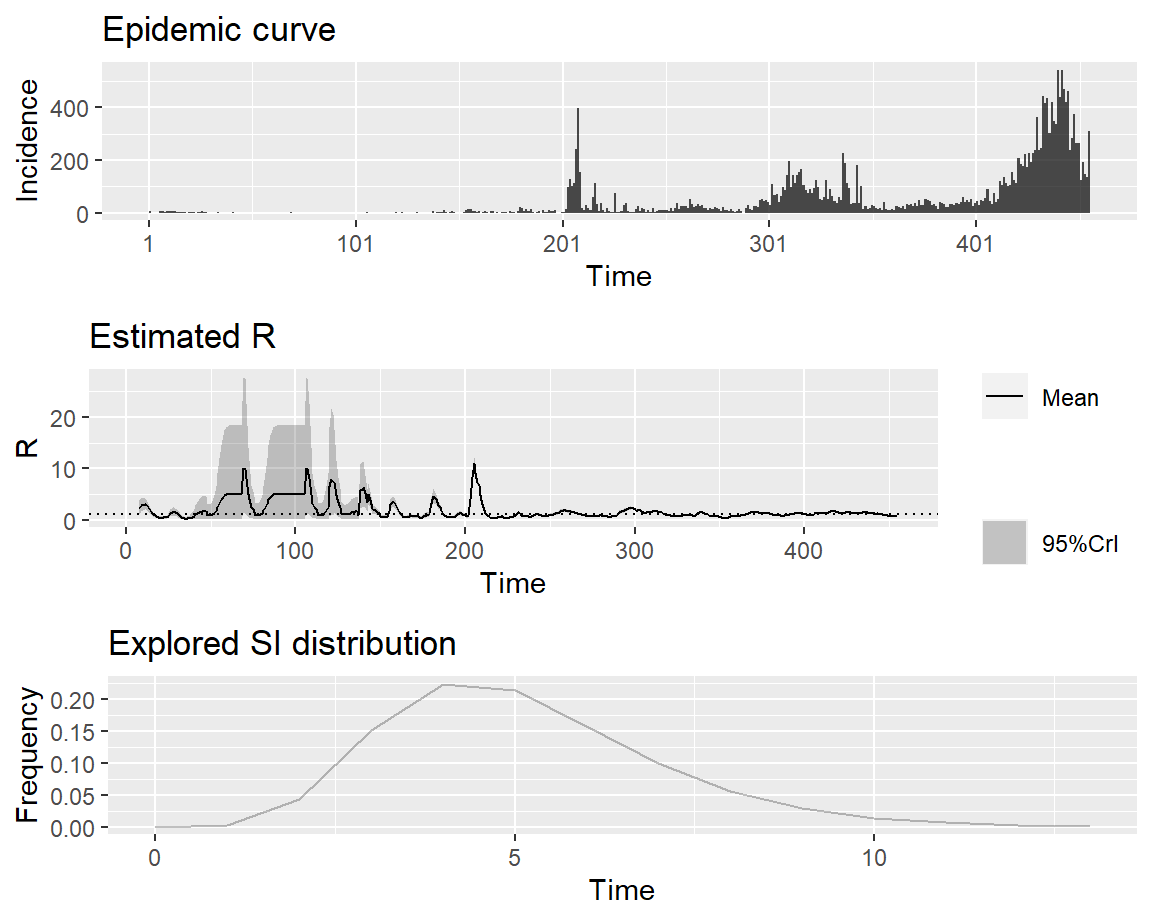 Epidemic curve
Incidence
400
200
0
1 101 201 301 401
Time
Estimated R
R
20
10
0
0 100 200 300 400
Time
Mean
95%CrI
Explored SI distribution
Frequency
0.20
0.15
0.10
0.05
0.00
0 5 10
Time